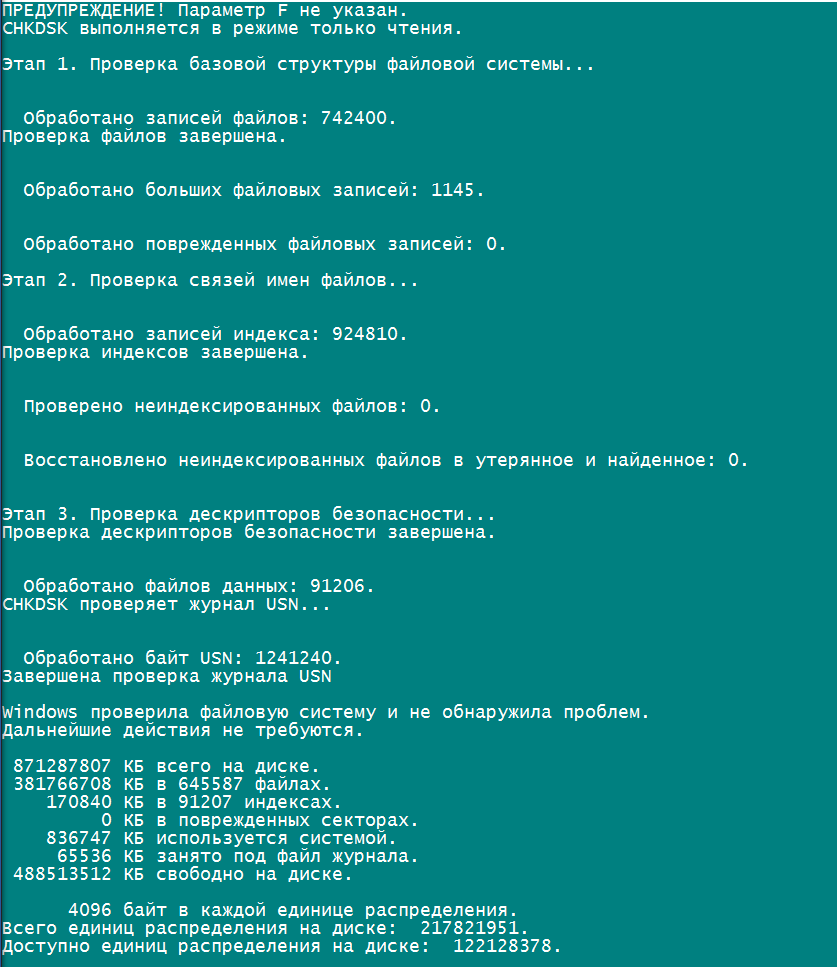 ПРЕДУПРЕЖДЕНИЕ! Параметр F не указан.
CHKDSK выполняется в режиме только чтения.
Этап 1. Проверка базовой структуры файловой системы...
Обработано записей файлов: 742400.
Проверка файлов завершена.
Обработано больших файловых записей: 1145.
Обработано поврежденных файловых записей: 0.
Этап 2. Проверка связей имен файлов...
Обработано записей индекса: 924810.
Проверка индексов завершена.
Проверено неиндексированных файлов: 0.
Восстановлено неиндексированных файлов в утерянное и найденное: 0.
Этап 3. Проверка дескрипторов безопасности...
Проверка дескрипторов безопасности завершена.
Обработано файлов данных: 91206.
CHKDSK проверяет журнал USN...
Обработано байт USN: 1241240.
Завершена проверка журнала USN
Windows проверила файловую систему и не обнаружила проблем.
Дальнейшие действия не требуются.
871287807 КБ всего на диске.
381766708 КБ в 645587 файлах.
170840 КБ в 91207 индексах.
0 КБ в поврежденных секторах.
836747 КБ используется системой.
65536 КБ занято под файл журнала.
488513512 КБ свободно на диске.
4096 байт в каждой единице распределения.
Всего единиц распределения на диске:  217821951.
Доступно единиц распределения на диске:  122128378.